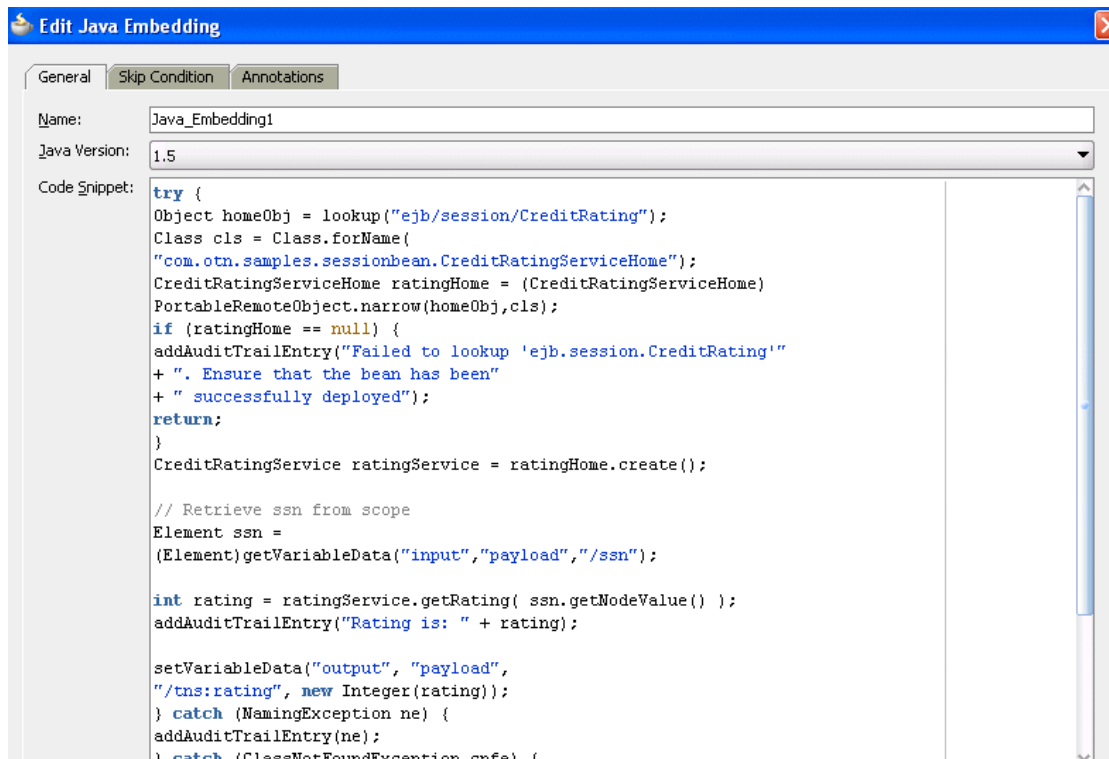 Edit Java Embedding
General Skip Condition Annotations
Name: Java_Embedding1
Java Version: 1.5
Code Snippet:
try {
Object homeObj = lookup("ejb/session/CreditRating");
Class cls = Class.forName(
"com.otn.samples.sessionbean.CreditRatingServiceHome");
CreditRatingServiceHome ratingHome = (CreditRatingServiceHome)
PortableRemoteObject.narrow(homeObj,cls);
if (ratingHome == null) {
addAuditTrailEntry("Failed to lookup 'ejb.session.CreditRating'"
+ ". Ensure that the bean has been"
+ " successfully deployed");
return;
}
CreditRatingService ratingService = ratingHome.create();
// Retrieve ssn from scope
Element ssn =
(Element)getVariableData("input","payload","/ssn");
int rating = ratingService.getRating( ssn.getNodeValue() );
addAuditTrailEntry("Rating is: " + rating);
setVariableData("output", "payload",
"/tns:rating", new Integer(rating));
} catch (NamingException ne) {
addAuditTrailEntry(ne);
} catch (ClassNotFoundException cnfe) {